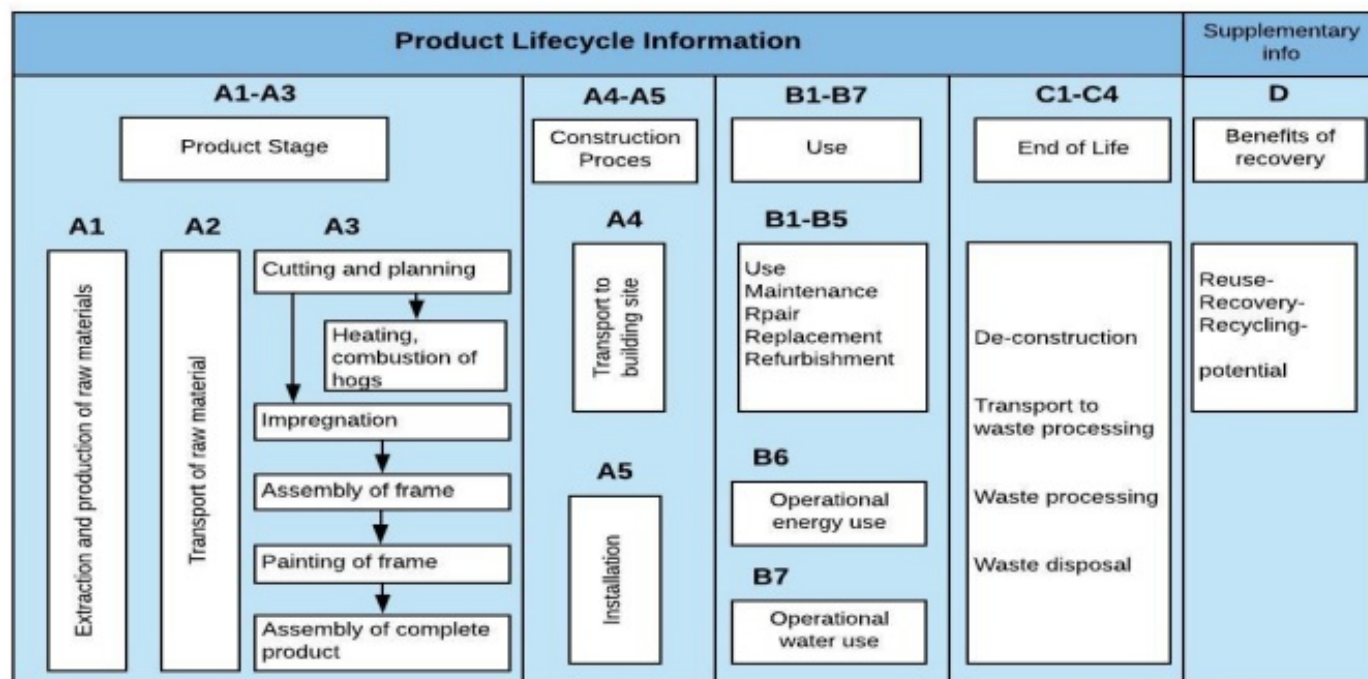 Product Lifecycle Information
Supplementary
info
A1-A3
Product Stage
A1
Extraction and production of raw materials
A2
Transport of raw material
A3
Cutting and planning
Heating,
combustion of
hogs
Impregnation
Assembly of frame
Painting of frame
Assembly of complete
product
A4-A5
Construction
Proces
A4
Transport to
building site
A5
Installation
B1-B7
Use
B1-B5
Use
Maintenance
Rpair
Replacement
Refurbishment
B6
Operational
energy use
B7
Operational
water use
C1-C4
End of Life
De-construction
Transport to
waste processing
Waste processing
Waste disposal
D
Benefits of
recovery
Reuse-
Recovery-
Recycling-
potential